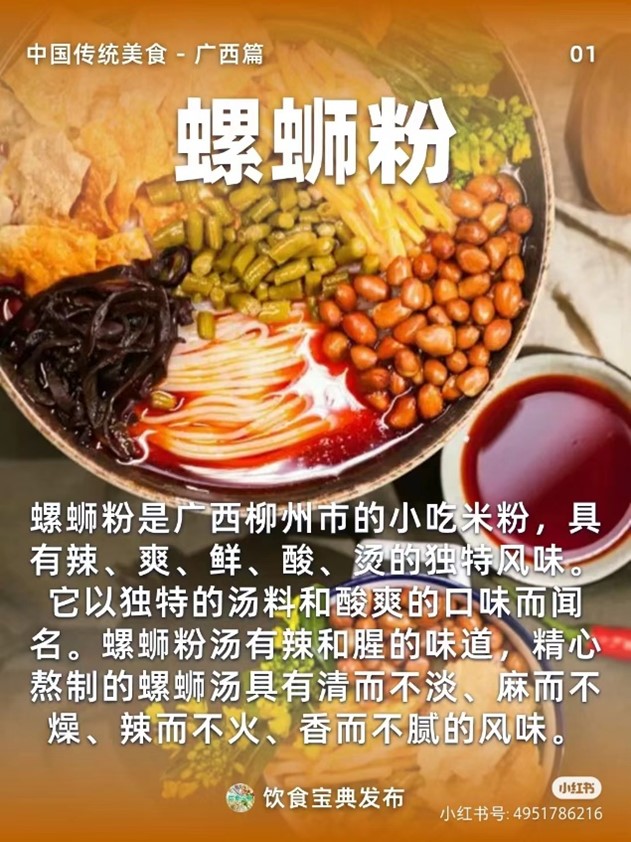 中国传统美食 - 广西篇
01
螺蛳粉
螺蛳粉是广西柳州市的小吃米粉，具
有辣、爽、鲜、酸、烫的独特风味。
它以独特的汤料和酸爽的口味而闻
名。螺蛳粉汤有辣和腥的味道，精心
熬制的螺蛳汤具有清而不淡、麻而不
燥、辣而不火、香而不腻的风味。
饮食宝典发布
小红书
小红书号: 4951786216